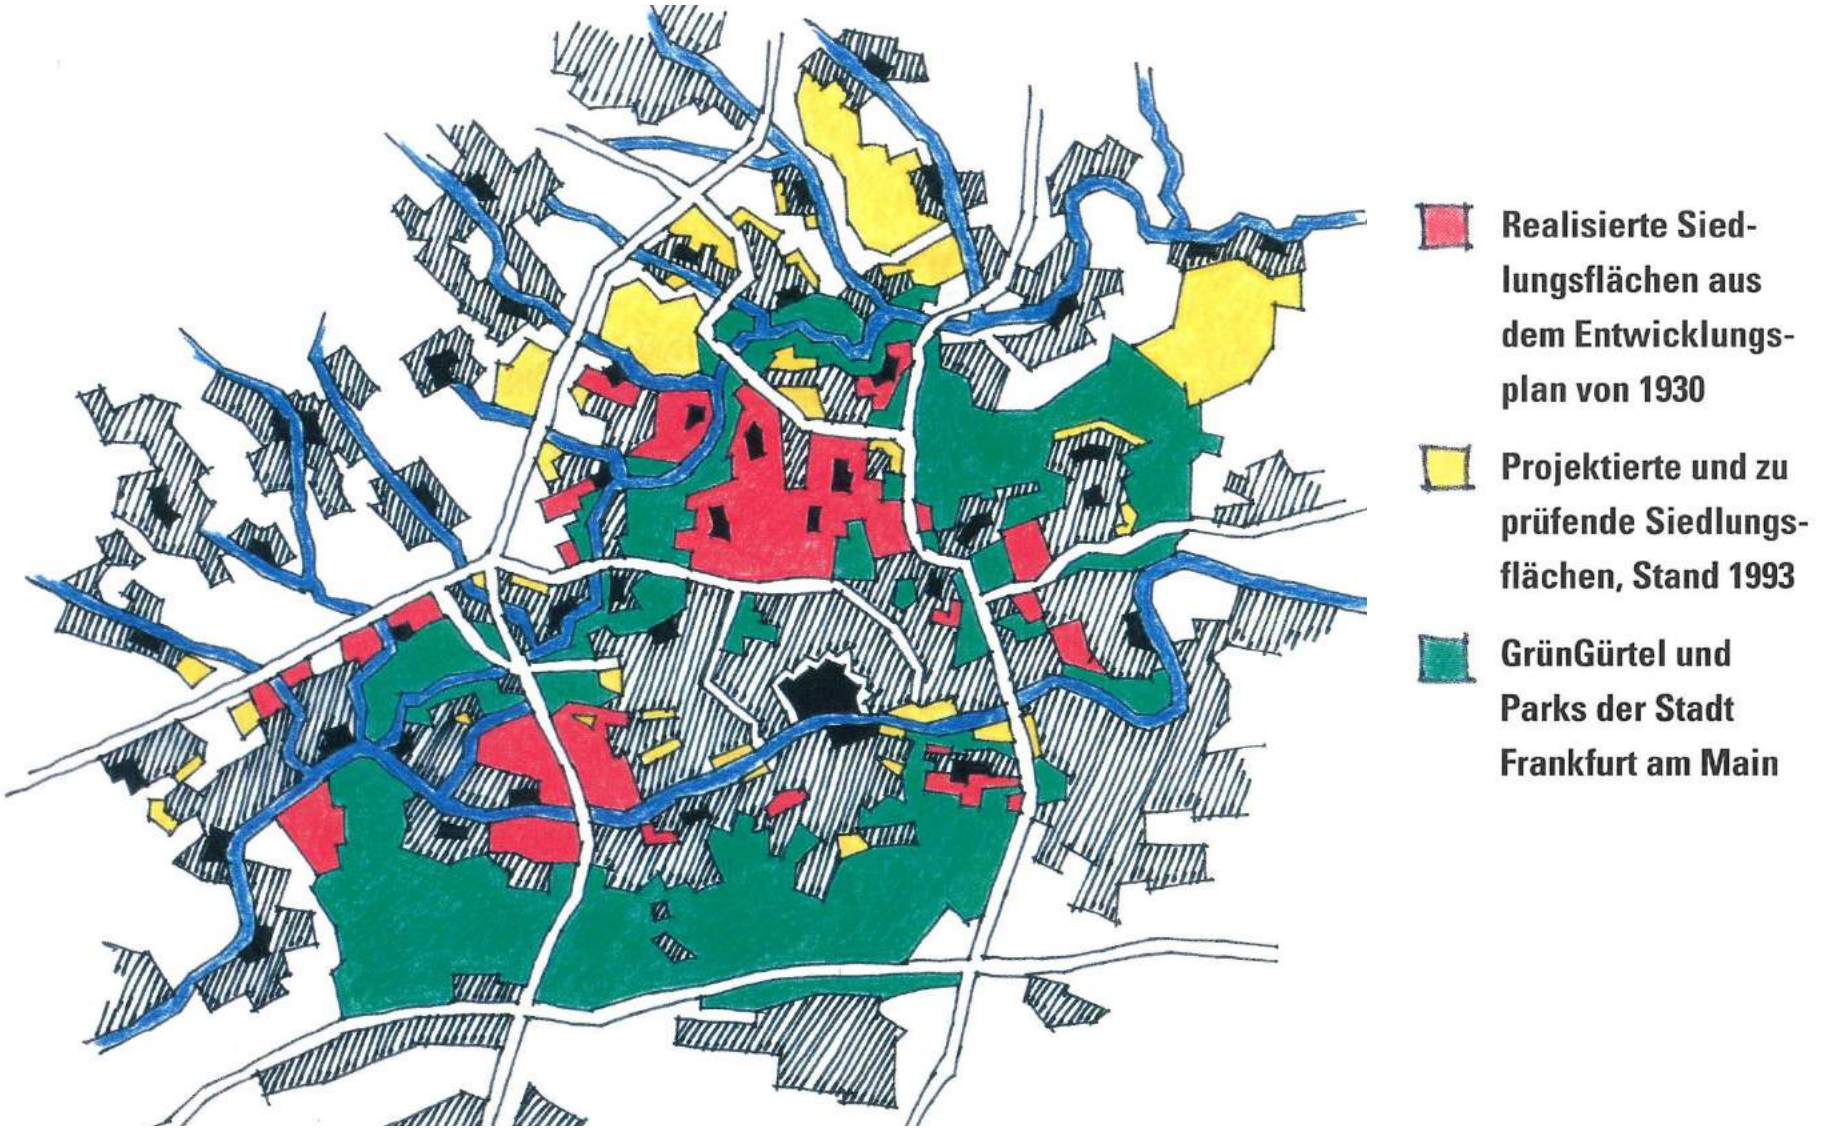 Realisierte Sied-
lungsflächen aus
dem Entwicklungs-
plan von 1930
Projektierte und zu
prüfende Siedlungs-
flächen, Stand 1993
GrünGürtel und
Parks der Stadt
Frankfurt am Main